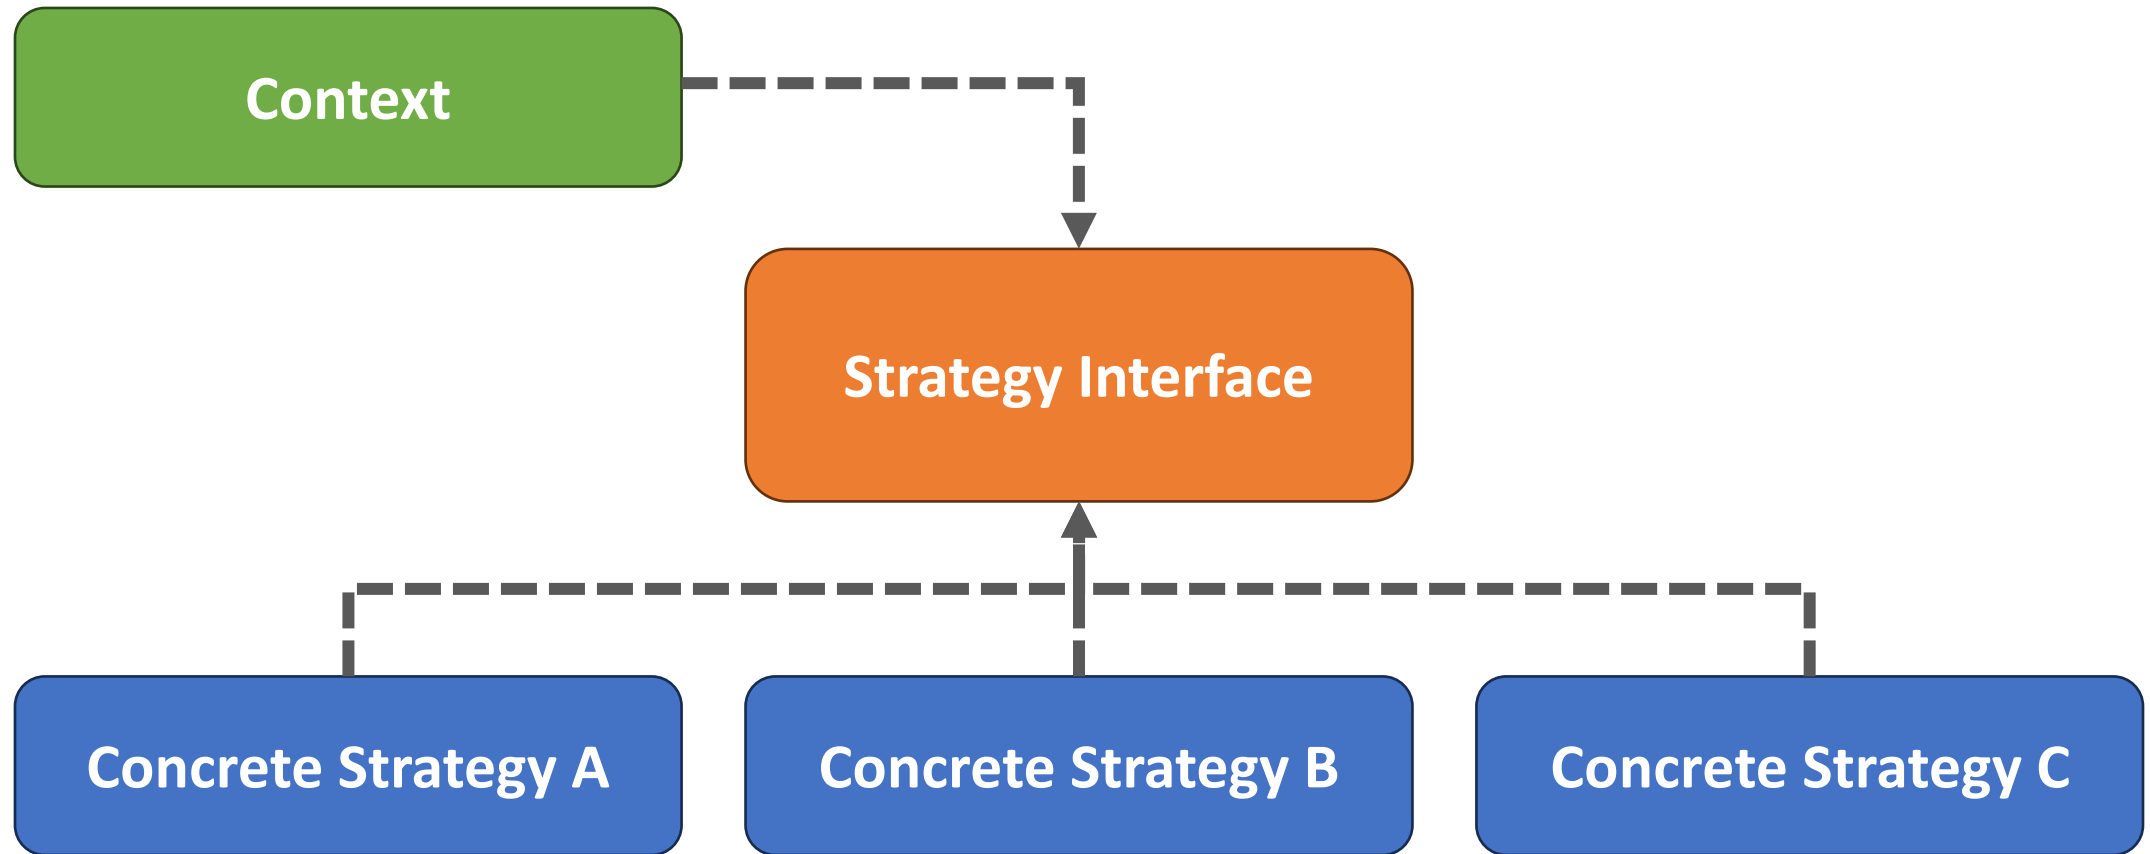 Context
Strategy Interface
Concrete Strategy A
Concrete Strategy B
Concrete Strategy C